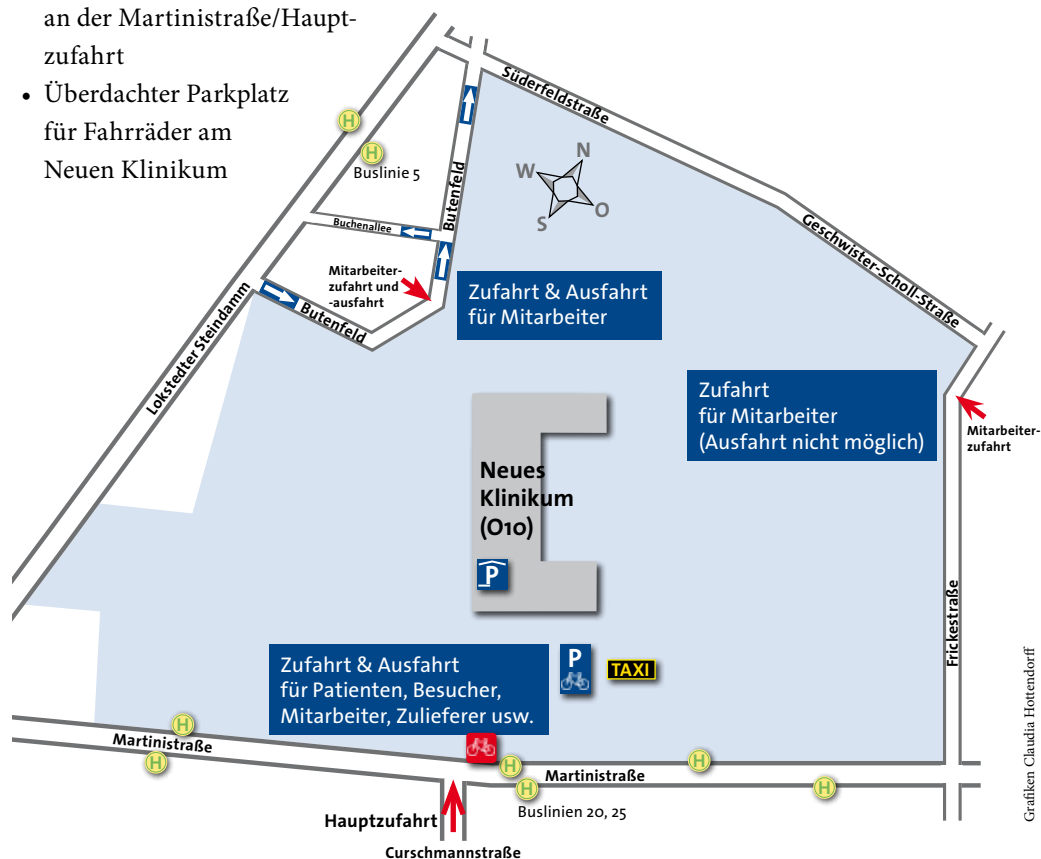 an der Martinistraße/Haupt-
zufahrt
• Überdachter Parkplatz
für Fahrräder am
Neuen Klinikum
Süderfeldstraße
H
H
Buslinie 5
N
W
O
S
Butenfeld
Buchenallee
Geschwister-Scholl-Straße
Mitarbeiter-
zufahrt und
-ausfahrt
Zufahrt & Ausfahrt
für Mitarbeiter
Butenfeld
Lokstedter Steindamm
Zufahrt
für Mitarbeiter
(Ausfahrt nicht möglich)
Mitarbeiter-
zufahrt
Neues
Klinikum
(O10)
P
Frickestraße
Zufahrt & Ausfahrt
für Patienten, Besucher,
Mitarbeiter, Zulieferer usw.
P
TAXI
H
Martinistraße
H
H
H
Martinistraße
H
H
Buslinien 20, 25
Hauptzufahrt
Curschmannstraße
Grafiken Claudia Hottendorff